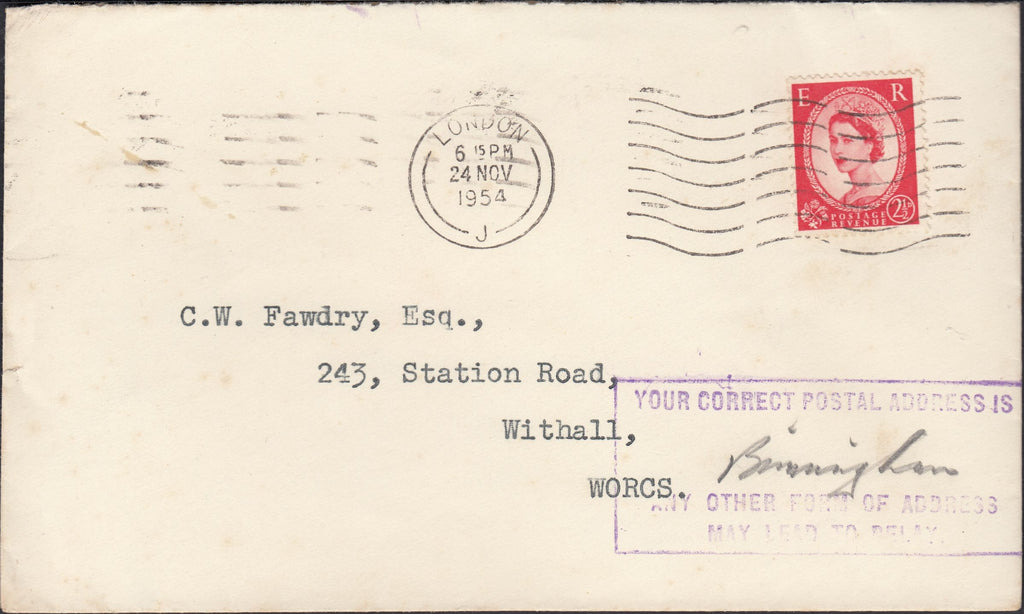 LONDON
6 15 PM
24 NOV
1954
J
E R
POSTAGE
REVENUE
2½
C.W. Fawdry, Esq.,
243, Station Road,
Withall,
WORCS.
YOUR CORRECT POSTAL ADDRESS IS
Birmingham
ANY OTHER FORM OF ADDRESS
MAY LEAD TO DELAY.